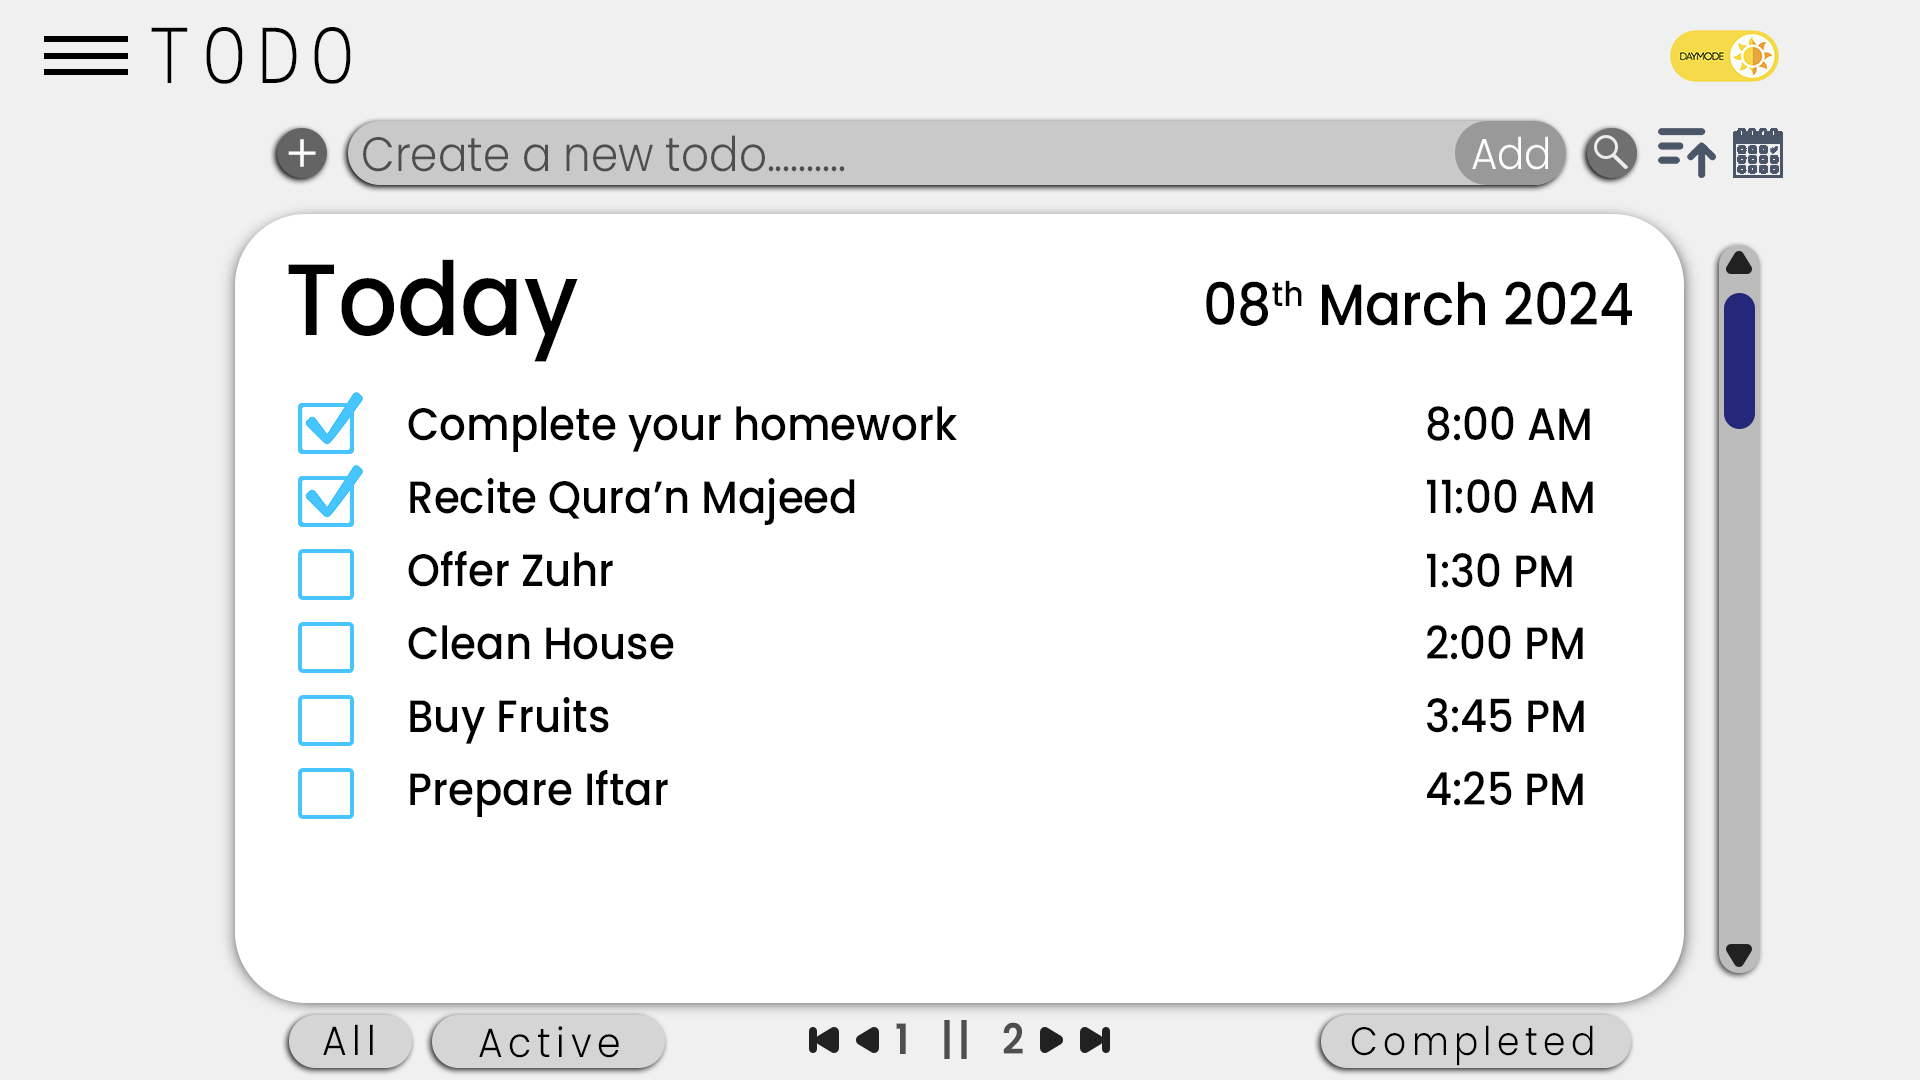 TODO
DAYMODE
Create a new todo.......... Add
Today
08th March 2024
Complete your homework 8:00 AM
Recite Qura’n Majeed 11:00 AM
Offer Zuhr 1:30 PM
Clean House 2:00 PM
Buy Fruits 3:45 PM
Prepare Iftar 4:25 PM
All Active 1 || 2 Completed